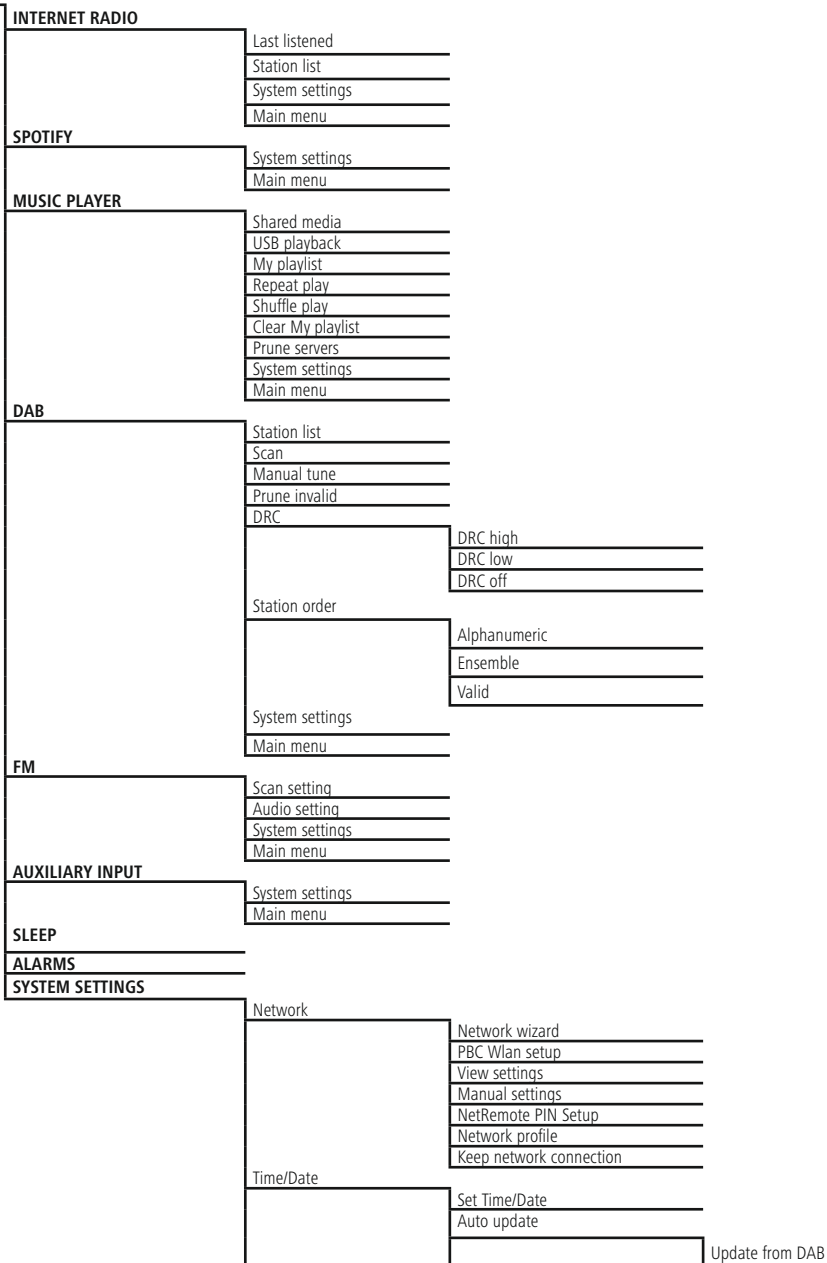 INTERNET RADIO
Last listened
Station list
System settings
Main menu
SPOTIFY
System settings
Main menu
MUSIC PLAYER
Shared media
USB playback
My playlist
Repeat play
Shuffle play
Clear My playlist
Prune servers
System settings
Main menu
DAB
Station list
Scan
Manual tune
Prune invalid
DRC
DRC high
DRC low
DRC off
Station order
Alphanumeric
Ensemble
Valid
System settings
Main menu
FM
Scan setting
Audio setting
System settings
Main menu
AUXILIARY INPUT
System settings
Main menu
SLEEP
ALARMS
SYSTEM SETTINGS
Network
Network wizard
PBC Wlan setup
View settings
Manual settings
NetRemote PIN Setup
Network profile
Keep network connection
Time/Date
Set Time/Date
Auto update
Update from DAB